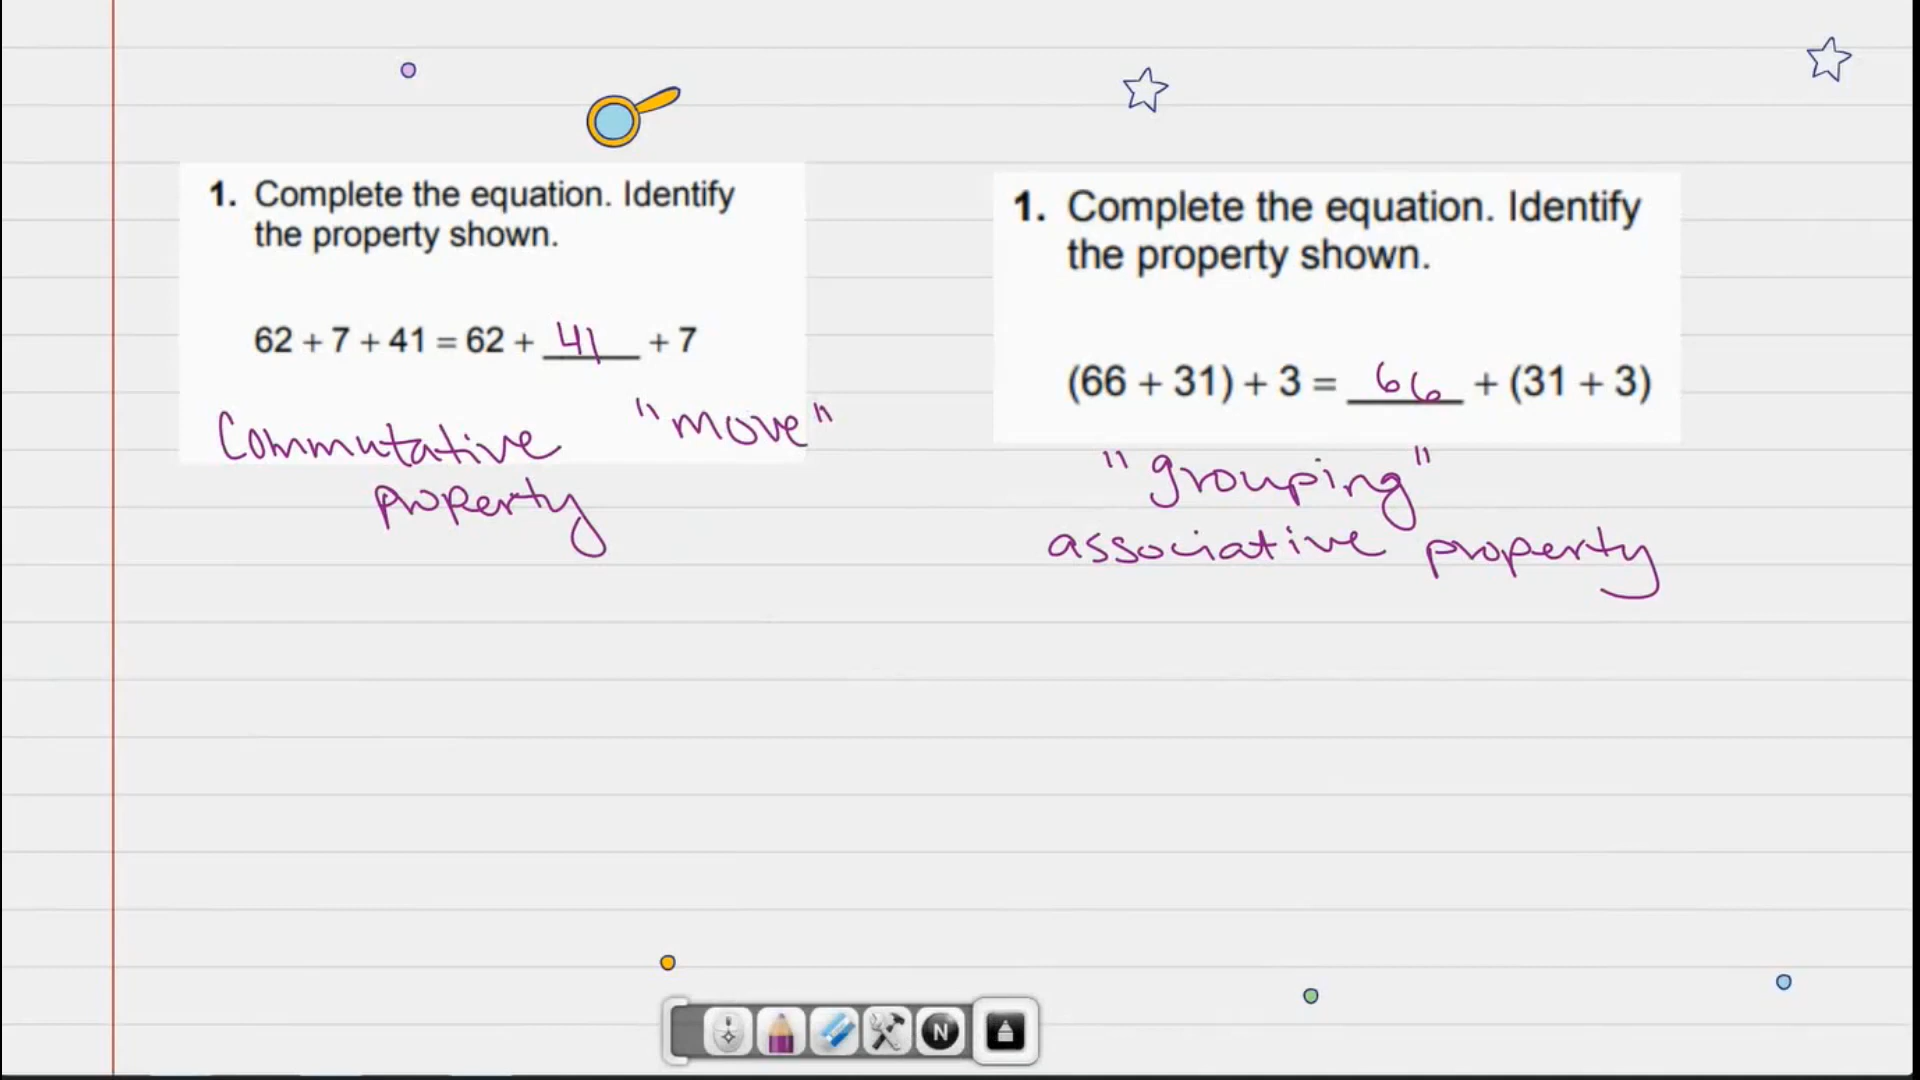 1. Complete the equation. Identify
the property shown.
62 + 7 + 41 = 62 + 41 + 7
Commutative "move"
property
1. Complete the equation. Identify
the property shown.
(66 + 31) + 3 = 66 + (31 + 3)
"grouping"
associative property
N